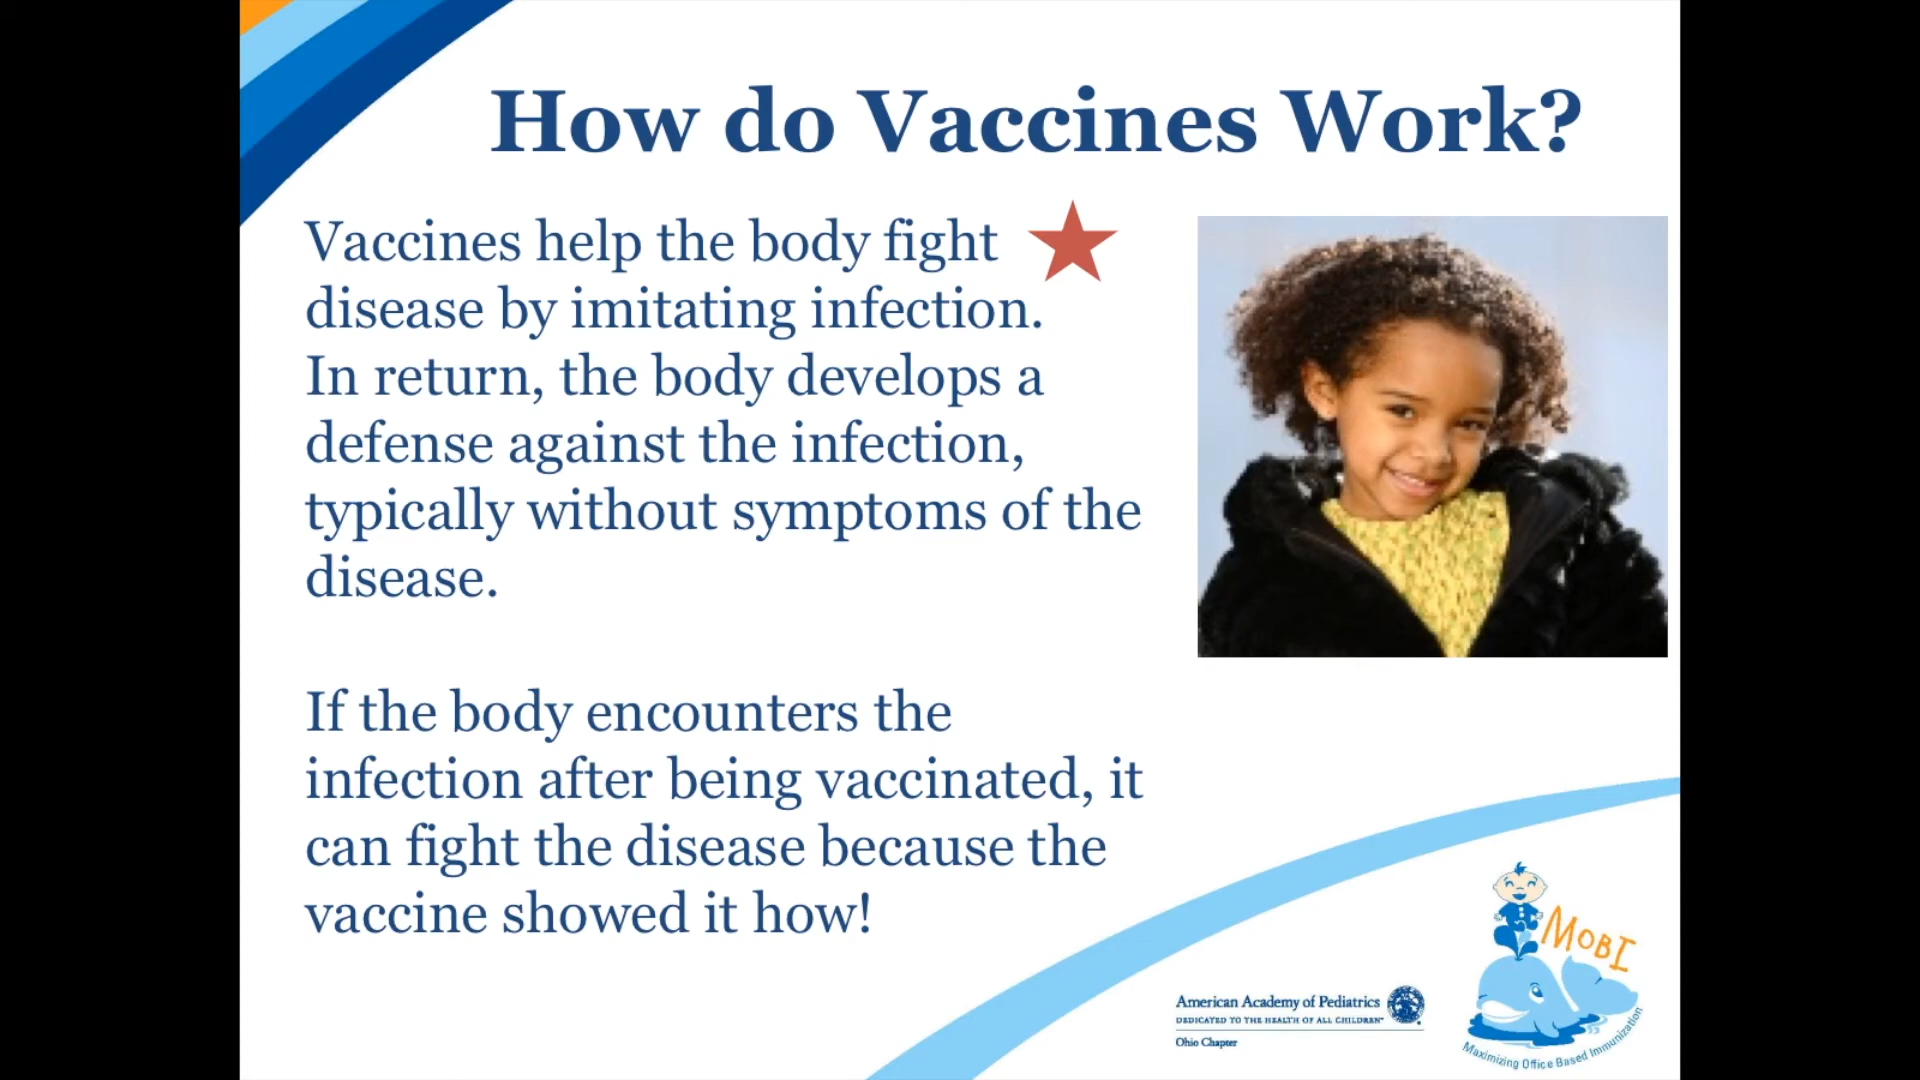 How do Vaccines Work?
Vaccines help the body fight
disease by imitating infection.
In return, the body develops a
defense against the infection,
typically without symptoms of the
disease.
If the body encounters the
infection after being vaccinated, it
can fight the disease because the
vaccine showed it how!
American Academy of Pediatrics
DEDICATED TO THE HEALTH OF ALL CHILDREN™
Ohio Chapter
MOBI
Maximizing Office Based Immunization